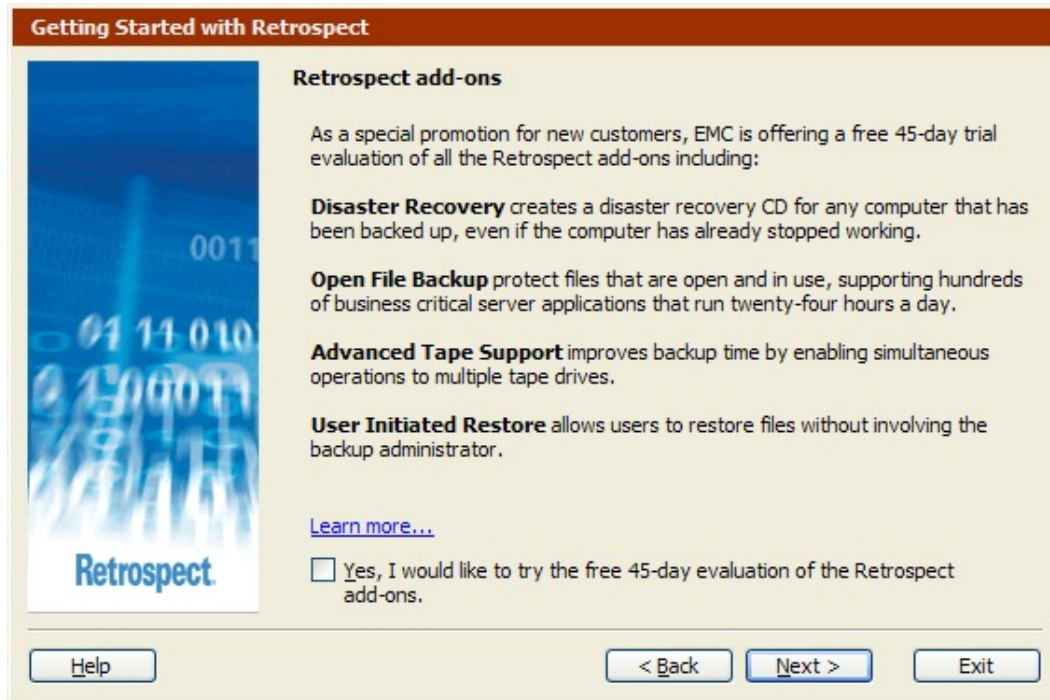 Getting Started with Retrospect
Retrospect add-ons
As a special promotion for new customers, EMC is offering a free 45-day trial
evaluation of all the Retrospect add-ons including:
Disaster Recovery creates a disaster recovery CD for any computer that has
been backed up, even if the computer has already stopped working.
Open File Backup protect files that are open and in use, supporting hundreds
of business critical server applications that run twenty-four hours a day.
Advanced Tape Support improves backup time by enabling simultaneous
operations to multiple tape drives.
User Initiated Restore allows users to restore files without involving the
backup administrator.
Learn more...
Yes, I would like to try the free 45-day evaluation of the Retrospect
add-ons.
0011
01 11 010
Retrospect
Help
< Back
Next >
Exit